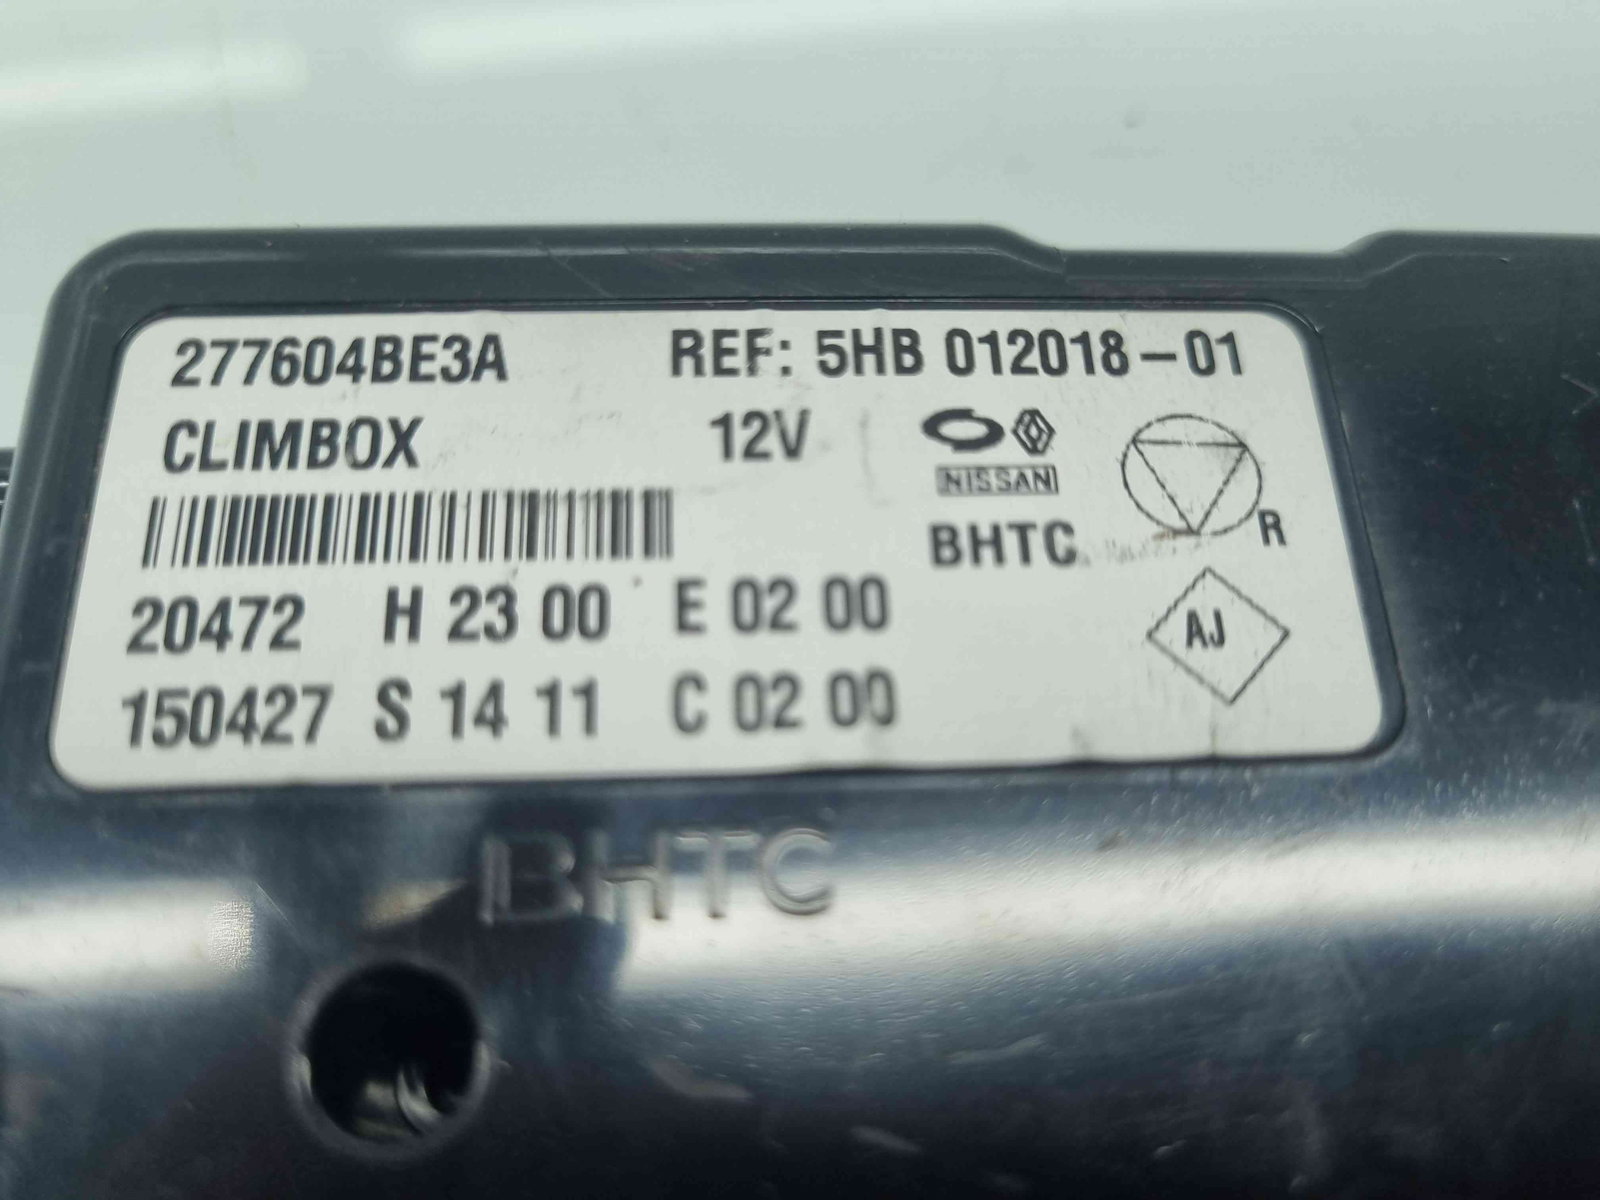 277604BE3A REF: 5HB 012018-01
CLIMBOX 12V
NISSAN
BHTC
R
20472 H 23 00 E 02 00
AJ
150427 S 14 11 C 02 00
BHTC